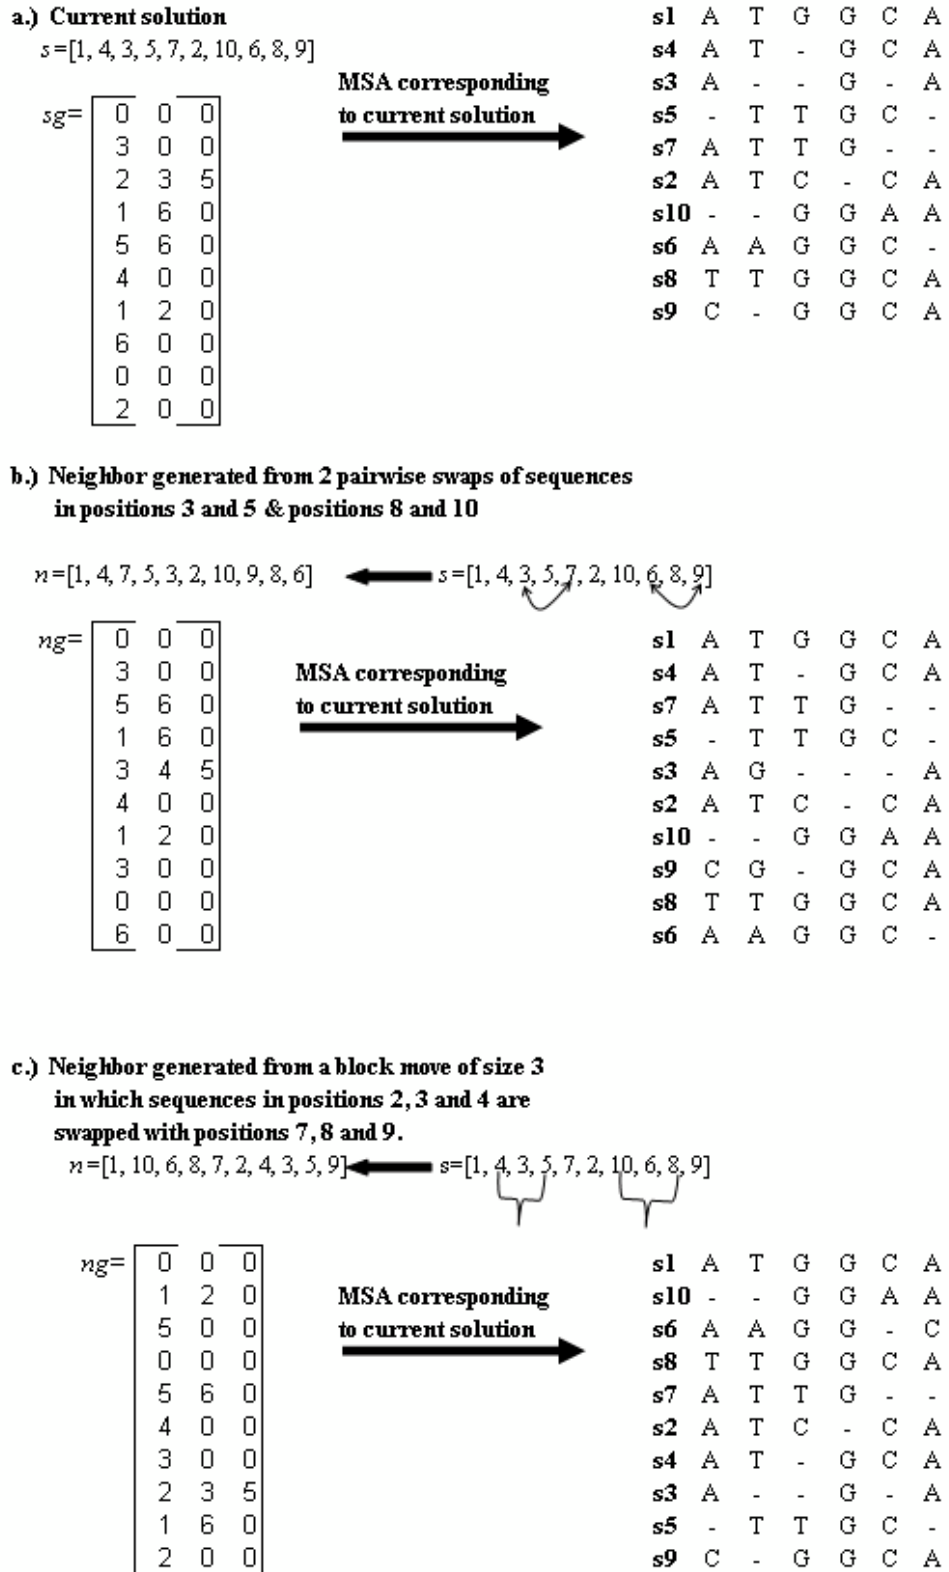 a.) Current solution
s=[1, 4, 3, 5, 7, 2, 10, 6, 8, 9]
sg=
0 0 0
3 0 0
2 3 5
1 6 0
5 6 0
4 0 0
1 2 0
6 0 0
0 0 0
2 0 0
MSA corresponding
to current solution
s1 A T G G C A
s4 A T - G C A
s3 A - - G - A
s5 - T T G C -
s7 A T T G - -
s2 A T C - C A
s10 - - G G A A
s6 A A G G C -
s8 T T G G C A
s9 C - G G C A
b.) Neighbor generated from 2 pairwise swaps of sequences
in positions 3 and 5 & positions 8 and 10
n=[1, 4, 7, 5, 3, 2, 10, 9, 8, 6] s=[1, 4, 3, 5, 7, 2, 10, 6, 8, 9]
ng=
0 0 0
3 0 0
5 6 0
1 6 0
3 4 5
4 0 0
1 2 0
3 0 0
0 0 0
6 0 0
MSA corresponding
to current solution
s1 A T G G C A
s4 A T - G C A
s7 A T T G - -
s5 - T T G C -
s3 A G - - - A
s2 A T C - C A
s10 - - G G A A
s9 C G - G C A
s8 T T G G C A
s6 A A G G C -
c.) Neighbor generated from a block move of size 3
in which sequences in positions 2, 3 and 4 are
swapped with positions 7, 8 and 9.
n=[1, 10, 6, 8, 7, 2, 4, 3, 5, 9] s=[1, 4, 3, 5, 7, 2, 10, 6, 8, 9]
ng=
0 0 0
1 2 0
5 0 0
0 0 0
5 6 0
4 0 0
3 0 0
2 3 5
1 6 0
2 0 0
MSA corresponding
to current solution
s1 A T G G C A
s10 - - G G A A
s6 A A G G - C
s8 T T G G C A
s7 A T T G - -
s2 A T C - C A
s4 A T - G C A
s3 A - - G - A
s5 - T T G C -
s9 C - G G C A